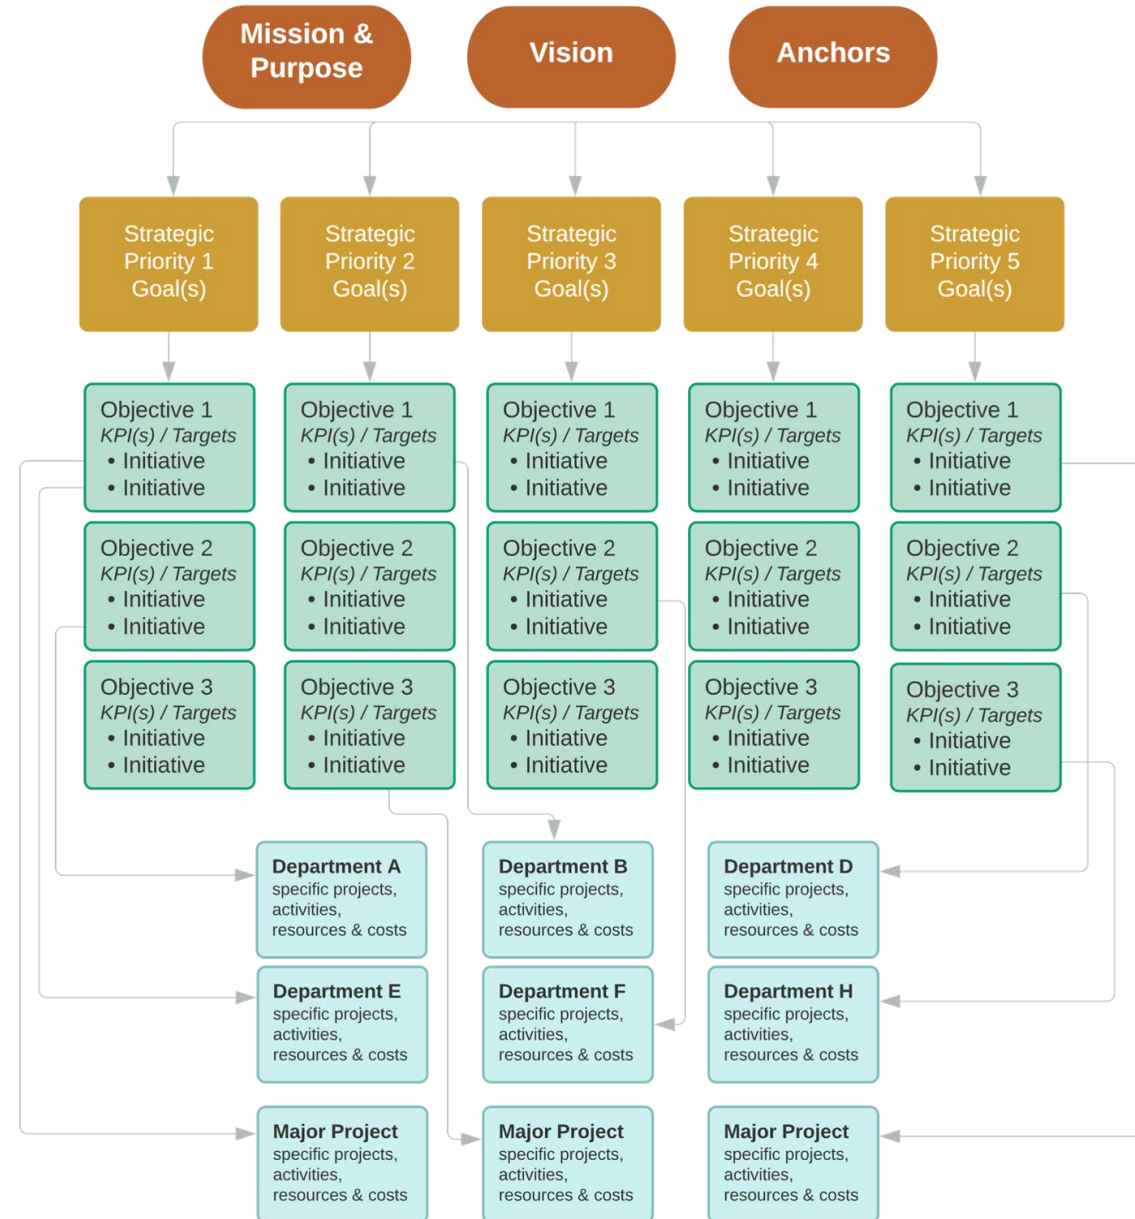 Mission &
Purpose
Vision
Anchors
Strategic
Priority 1
Goal(s)
Strategic
Priority 2
Goal(s)
Strategic
Priority 3
Goal(s)
Strategic
Priority 4
Goal(s)
Strategic
Priority 5
Goal(s)
Objective 1
KPI(s) / Targets
• Initiative
• Initiative
Objective 1
KPI(s) / Targets
• Initiative
• Initiative
Objective 1
KPI(s) / Targets
• Initiative
• Initiative
Objective 1
KPI(s) / Targets
• Initiative
• Initiative
Objective 1
KPI(s) / Targets
• Initiative
• Initiative
Objective 2
KPI(s) / Targets
• Initiative
• Initiative
Objective 2
KPI(s) / Targets
• Initiative
• Initiative
Objective 2
KPI(s) / Targets
• Initiative
• Initiative
Objective 2
KPI(s) / Targets
• Initiative
• Initiative
Objective 2
KPI(s) / Targets
• Initiative
• Initiative
Objective 3
KPI(s) / Targets
• Initiative
• Initiative
Objective 3
KPI(s) / Targets
• Initiative
• Initiative
Objective 3
KPI(s) / Targets
• Initiative
• Initiative
Objective 3
KPI(s) / Targets
• Initiative
• Initiative
Objective 3
KPI(s) / Targets
• Initiative
• Initiative
Department A
specific projects,
activities,
resources & costs
Department B
specific projects,
activities,
resources & costs
Department D
specific projects,
activities,
resources & costs
Department E
specific projects,
activities,
resources & costs
Department F
specific projects,
activities,
resources & costs
Department H
specific projects,
activities,
resources & costs
Major Project
specific projects,
activities,
resources & costs
Major Project
specific projects,
activities,
resources & costs
Major Project
specific projects,
activities,
resources & costs